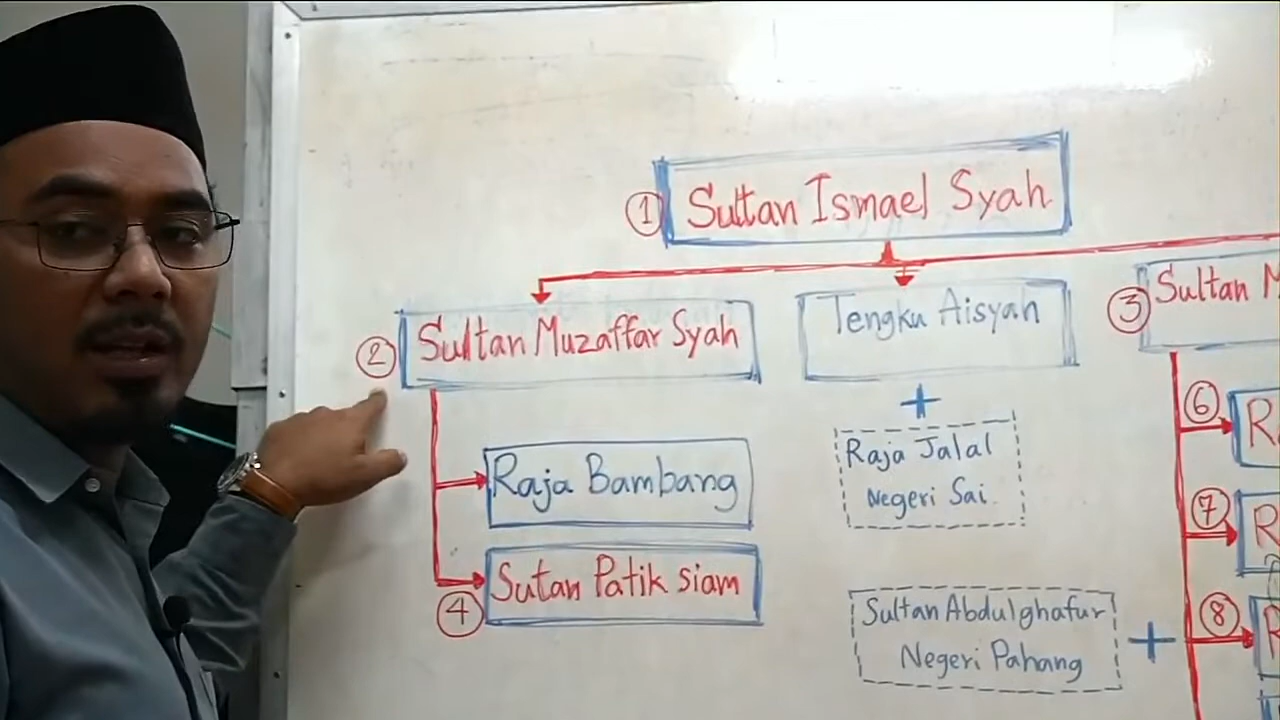 ① Sultan Ismael Syah
② Sultan Muzaffar Syah
Tengku Aisyah
③ Sultan M
+
Raja Jalal
Negeri Sai
⑥ R
Raja Bambang
⑦ R
④ Sutan Patik siam
Sultan Abdulghafur
Negeri Pahang
+
⑧ R